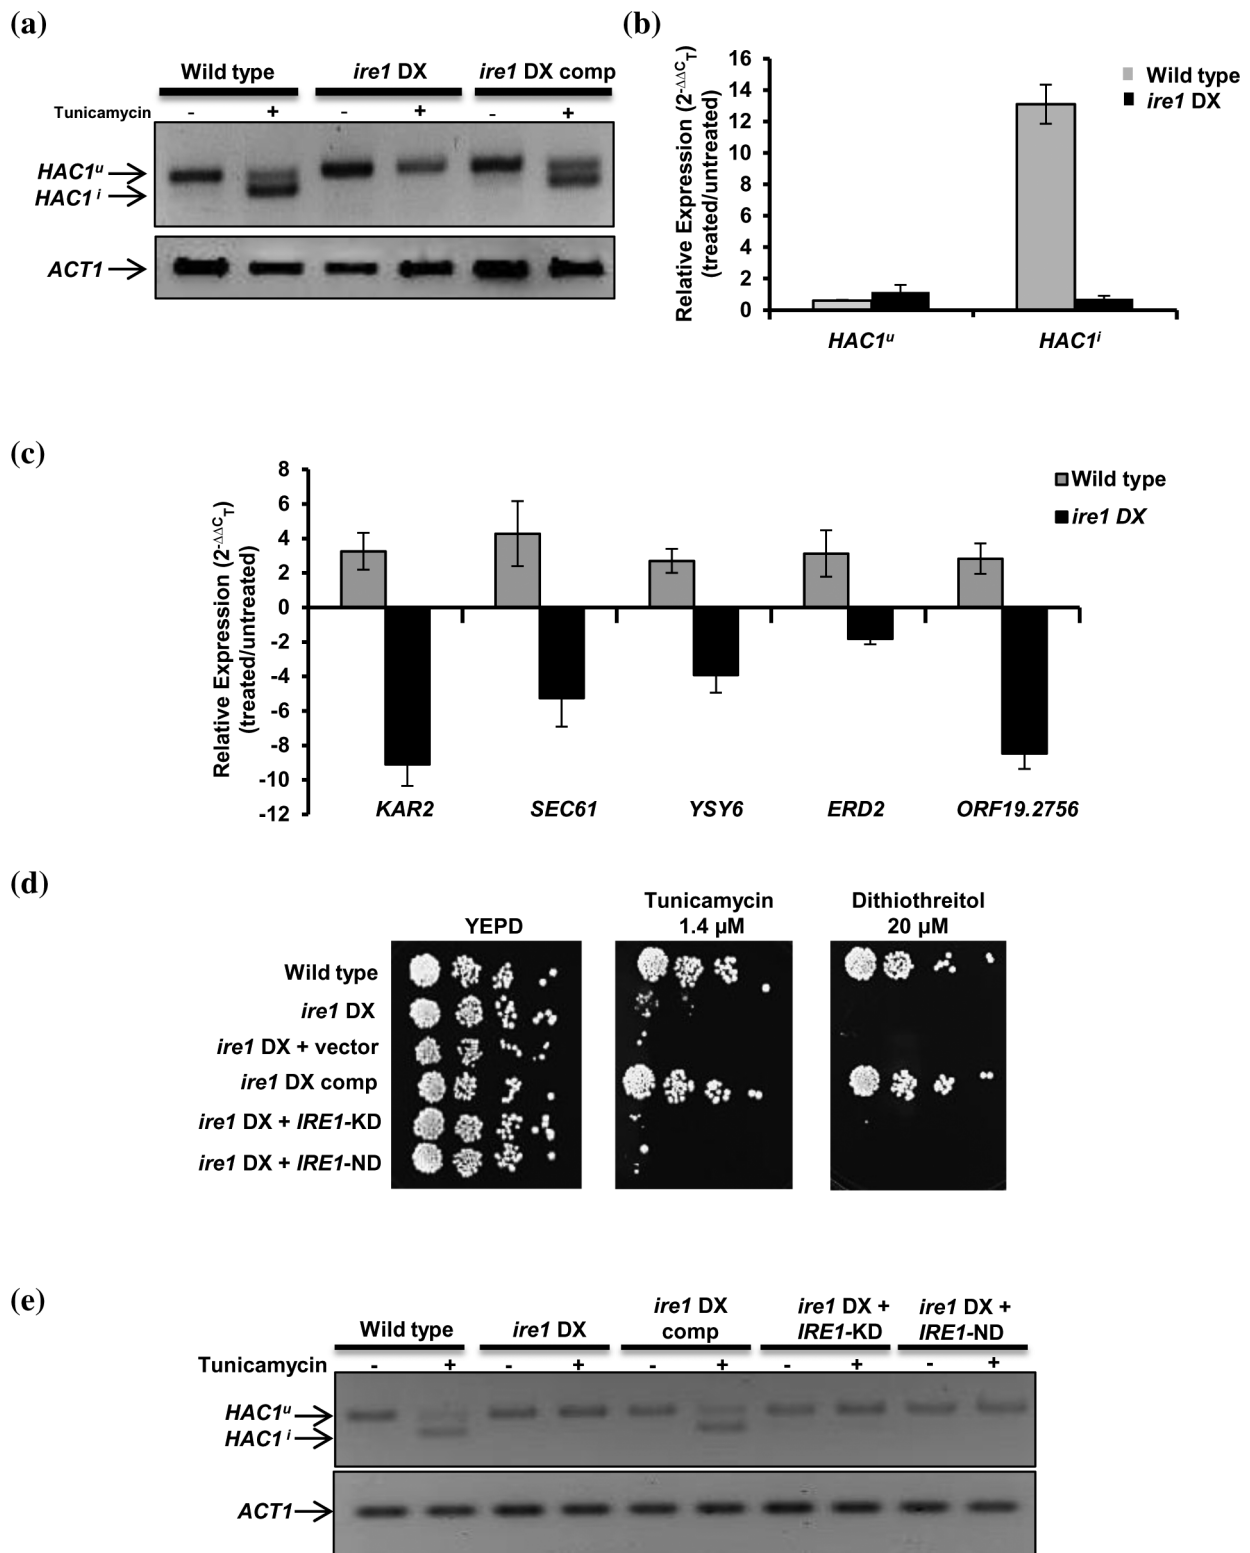 (a)
Wild type ire1 DX ire1 DX comp
Tunicamycin - + - + - +
HAC1u
HAC1i
ACT1
(b)
Relative Expression (2-ΔΔCT)
(treated/untreated)
16
14
12
10
8
6
4
2
0
HAC1u HAC1i
Wild type
ire1 DX
(c)
Relative Expression (2-ΔΔCT)
(treated/untreated)
8
6
4
2
0
-2
-4
-6
-8
-10
-12
KAR2 SEC61 YSY6 ERD2 ORF19.2756
Wild type
ire1 DX
(d)
YEPD
Tunicamycin
1.4 µM
Dithiothreitol
20 µM
Wild type
ire1 DX
ire1 DX + vector
ire1 DX comp
ire1 DX + IRE1-KD
ire1 DX + IRE1-ND
(e)
Wild type
ire1 DX
ire1 DX
comp
ire1 DX +
IRE1-KD
ire1 DX +
IRE1-ND
Tunicamycin - + - + - + - + - +
HAC1u
HAC1i
ACT1